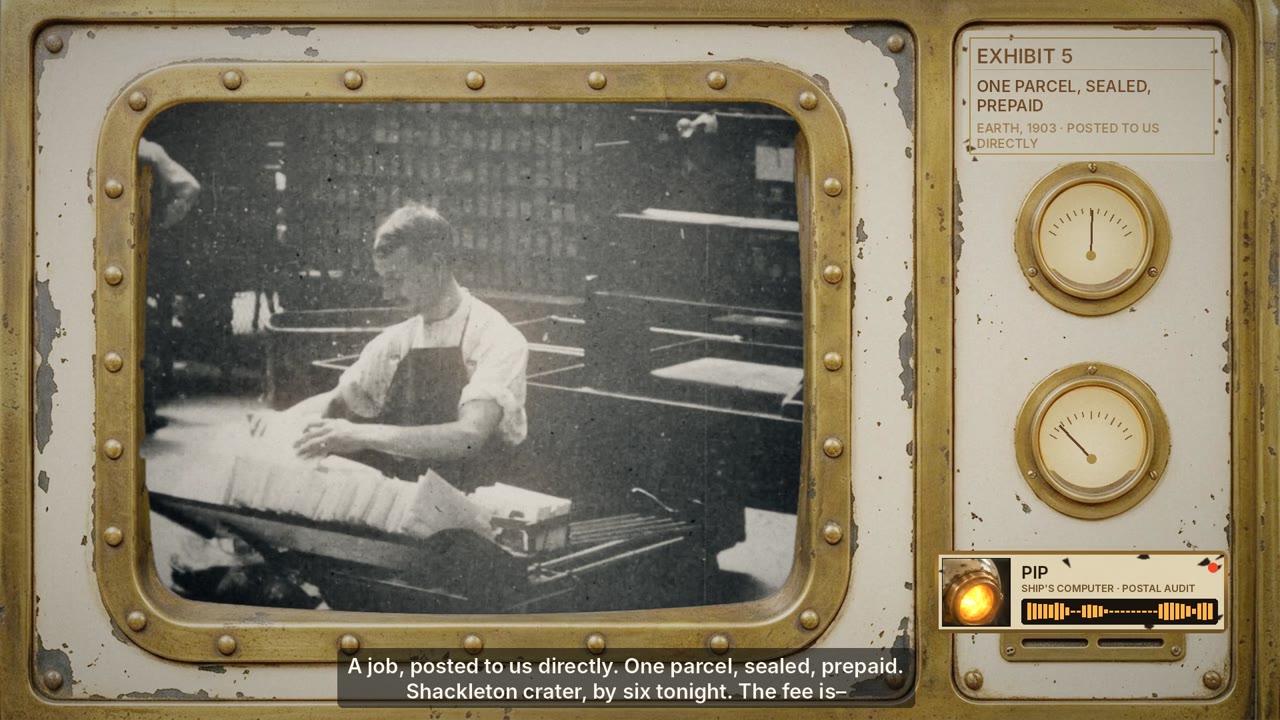 EXHIBIT 5
ONE PARCEL, SEALED,
PREPAID
EARTH, 1903 · POSTED TO US
DIRECTLY
PIP
SHIP'S COMPUTER · POSTAL AUDIT
A job, posted to us directly. One parcel, sealed, prepaid.
Shackleton crater, by six tonight. The fee is–